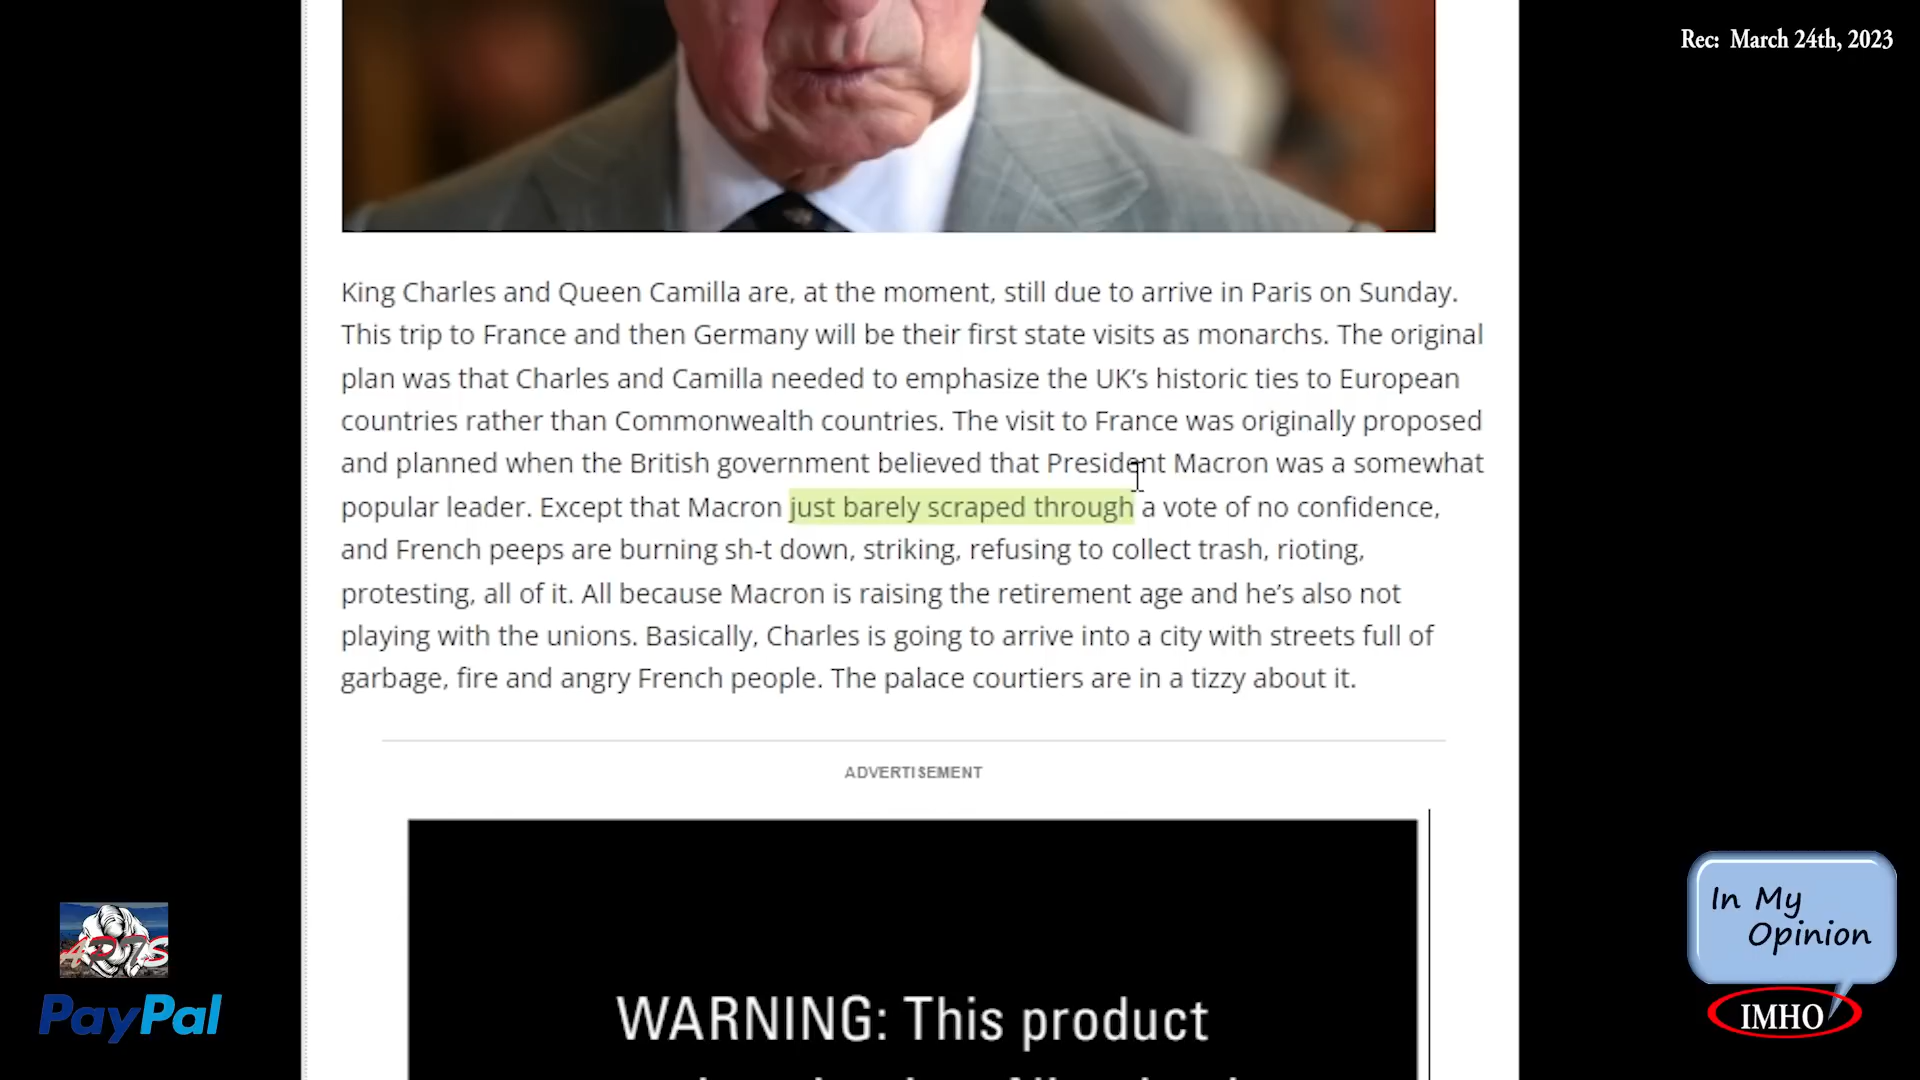 Rec: March 24th, 2023
King Charles and Queen Camilla are, at the moment, still due to arrive in Paris on Sunday.
This trip to France and then Germany will be their first state visits as monarchs. The original
plan was that Charles and Camilla needed to emphasize the UK’s historic ties to European
countries rather than Commonwealth countries. The visit to France was originally proposed
and planned when the British government believed that President Macron was a somewhat
popular leader. Except that Macron just barely scraped through a vote of no confidence,
and French peeps are burning sh-t down, striking, refusing to collect trash, rioting,
protesting, all of it. All because Macron is raising the retirement age and he’s also not
playing with the unions. Basically, Charles is going to arrive into a city with streets full of
garbage, fire and angry French people. The palace courtiers are in a tizzy about it.
ADVERTISEMENT
WARNING: This product
In My
Opinion
IMHO
PayPal